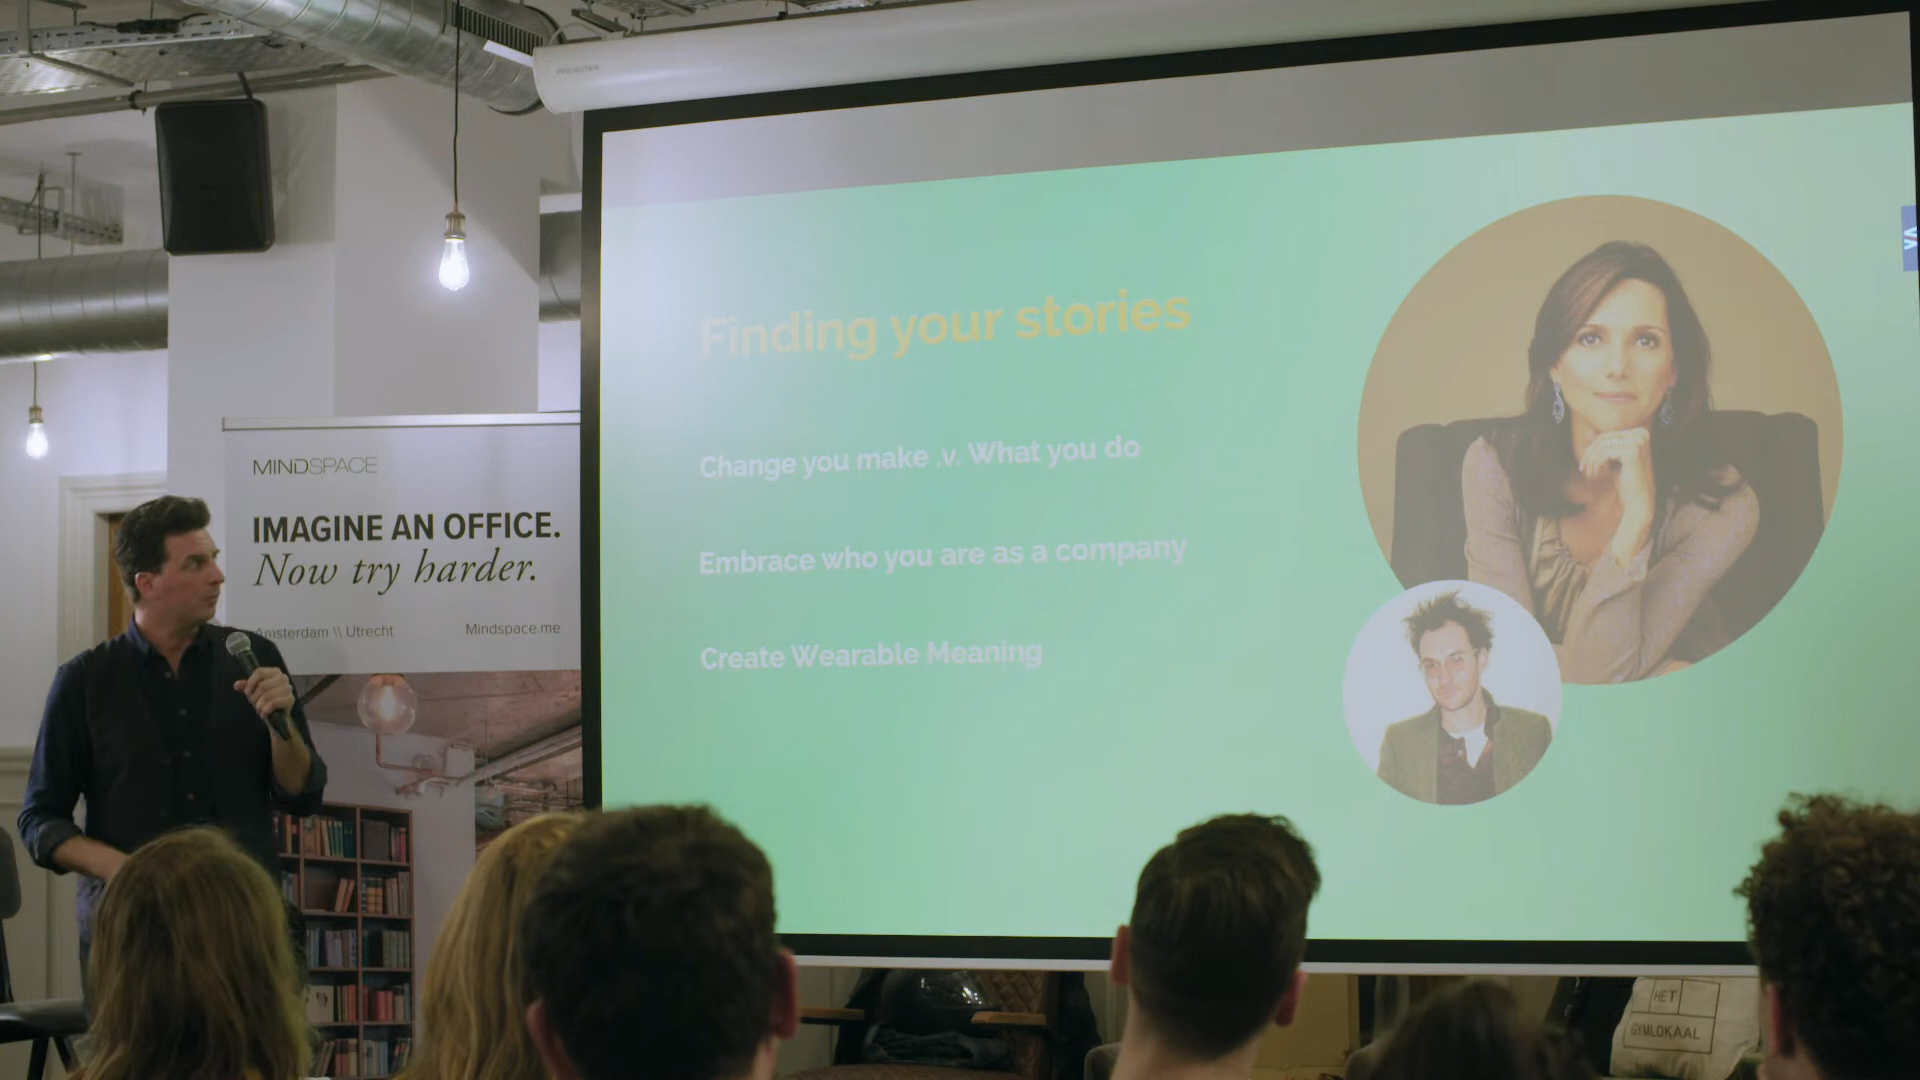 PROJECTA
MINDSPACE
IMAGINE AN OFFICE.
Now try harder.
Amsterdam \\ Utrecht
Mindspace.me
Finding your stories
Change you make .v. What you do
Embrace who you are as a company
Create Wearable Meaning
HET
GYMLOKAAL